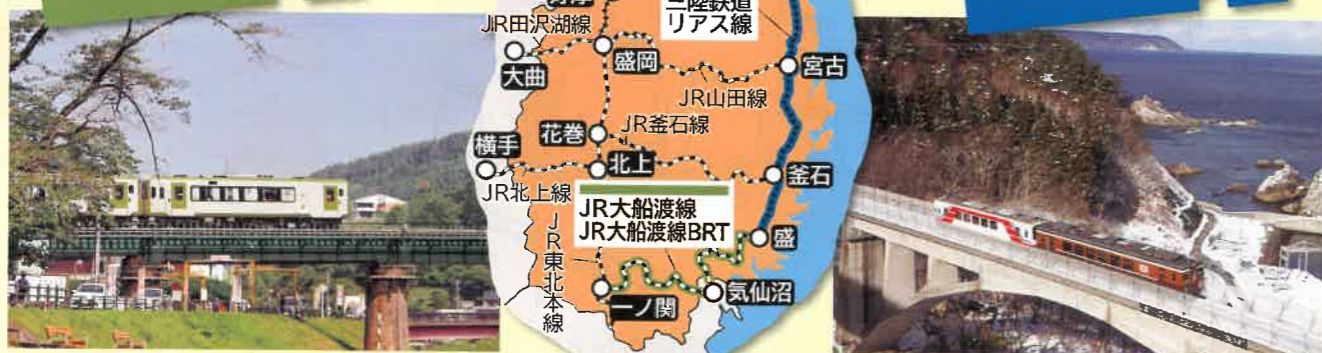 三陸鉄道
リアス線
JR田沢湖線
盛岡
大曲
宮古
JR山田線
花巻
JR釜石線
横手
北上
釜石
JR北上線
JR大船渡線
JR大船渡線BRT
盛
JR東北本線
一ノ関
気仙沼